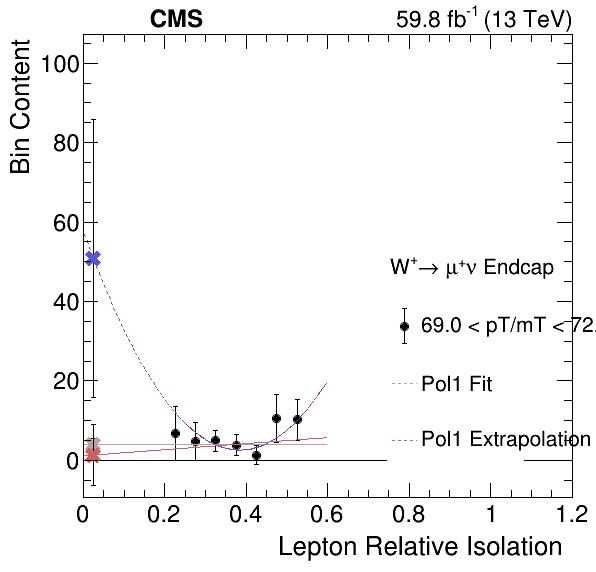 CMS
59.8 fb⁻¹ (13 TeV)
Bin Content
100
80
60
40
20
0
W⁺→ μ⁺ν Endcap
69.0 < pT/mT < 72.
Pol1 Fit
Pol1 Extrapolation
0 0.2 0.4 0.6 0.8 1 1.2
Lepton Relative Isolation